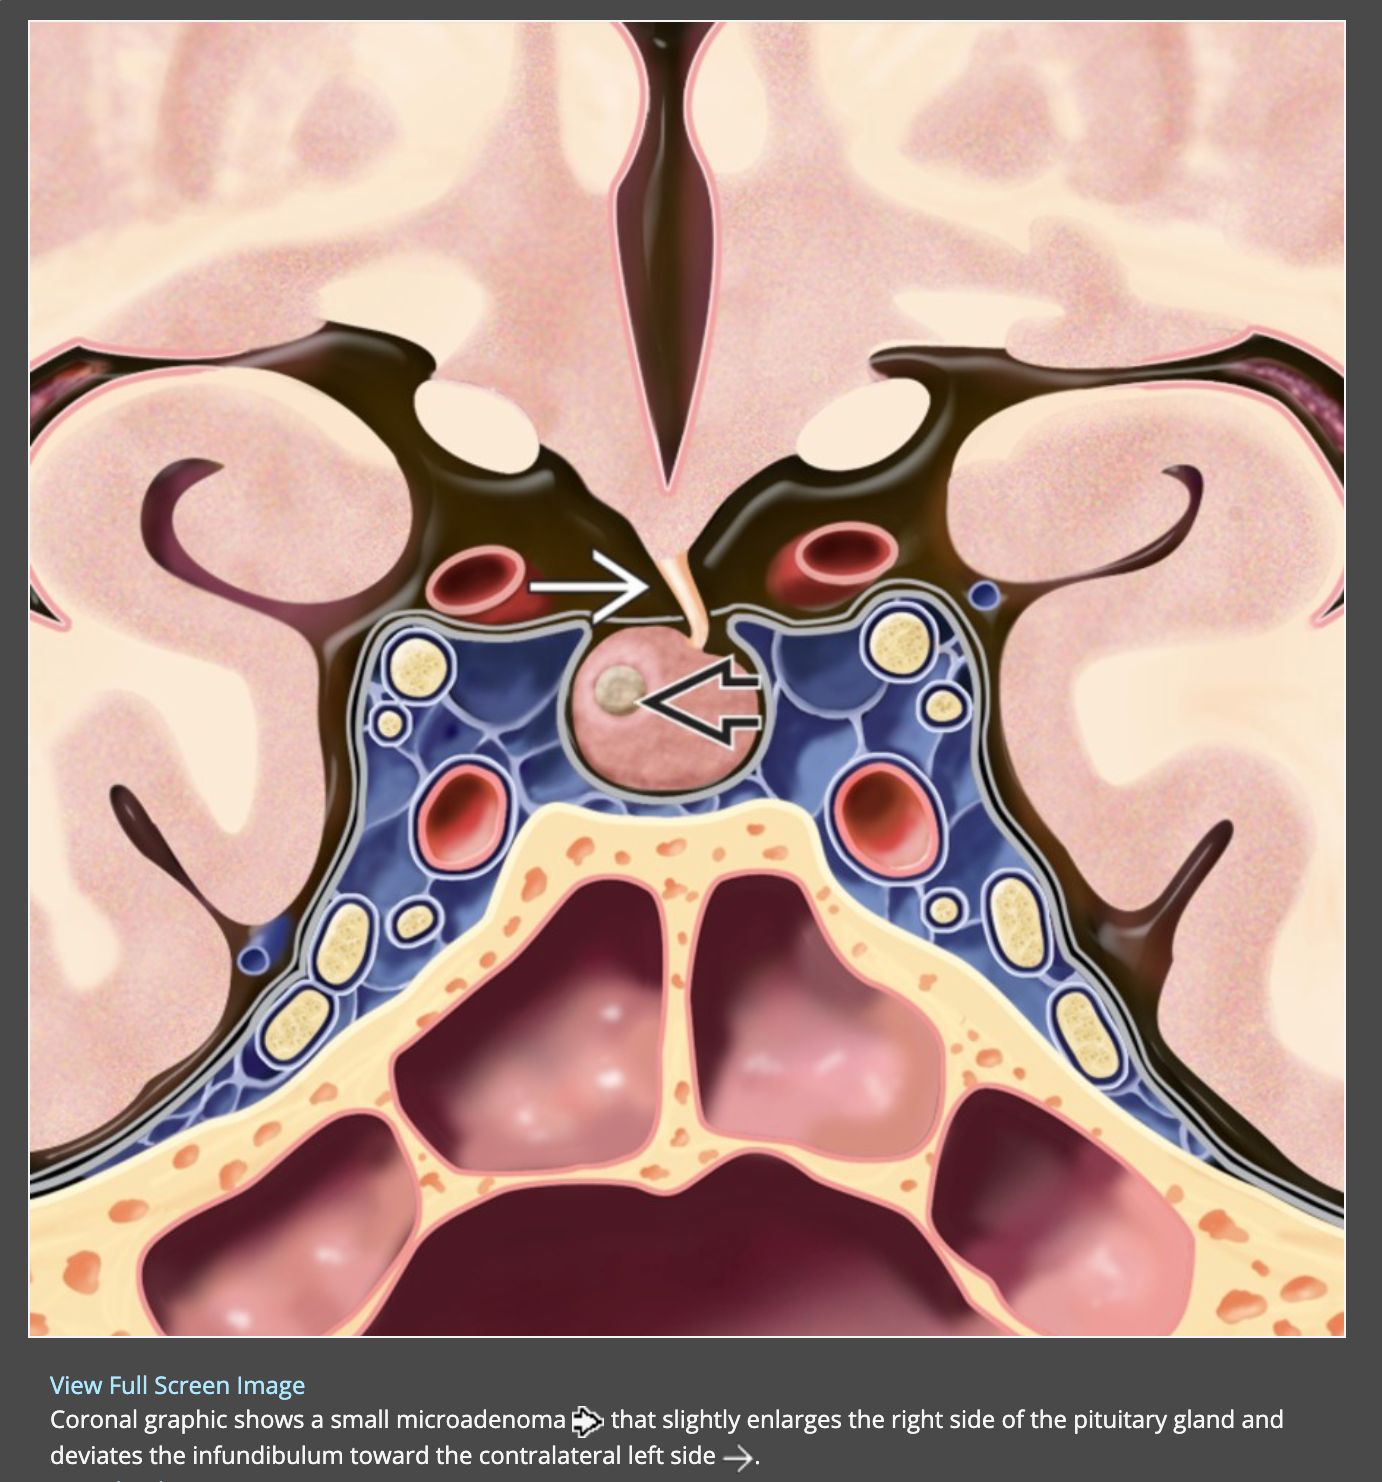 View Full Screen Image
Coronal graphic shows a small microadenoma that slightly enlarges the right side of the pituitary gland and
deviates the infundibulum toward the contralateral left side .